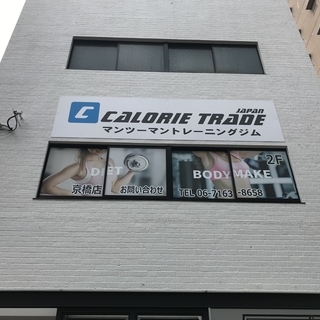 C CALORIE TRADE JAPAN
マンツーマントレーニングジム
DIET
京橋店 お問い合わせ
BODY MAKE 2F
TEL 06-7163-8658